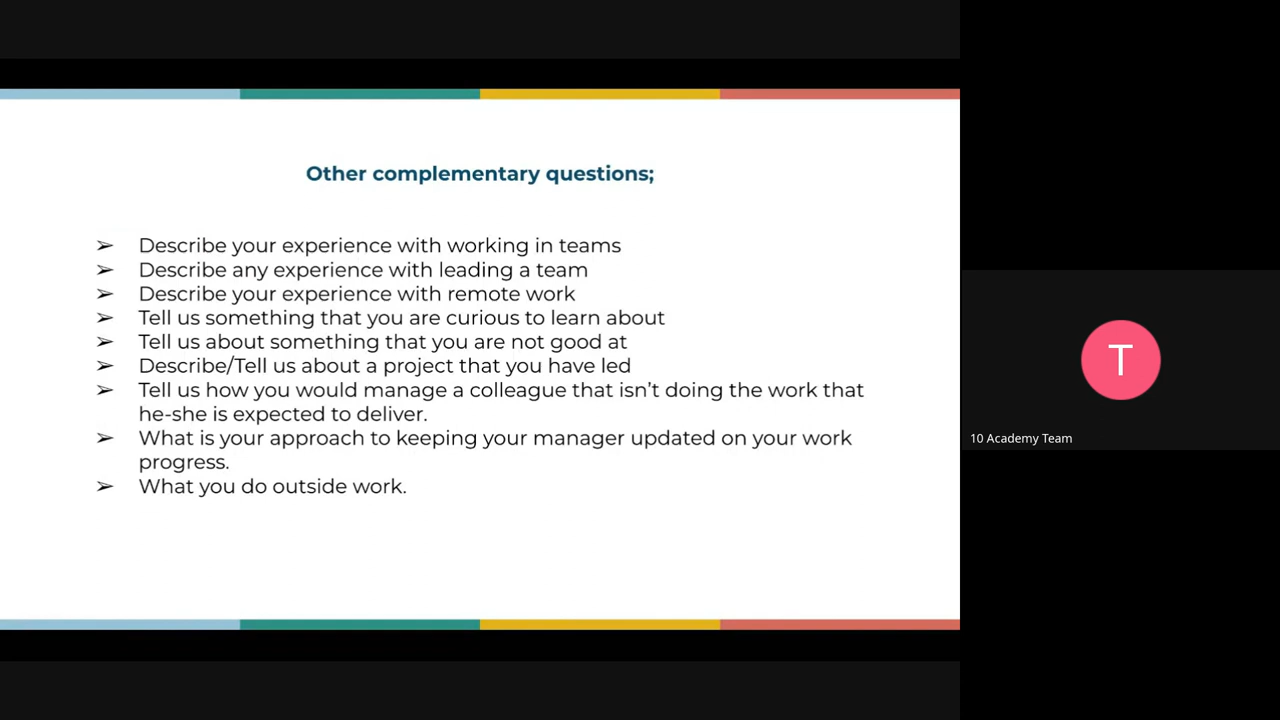 Other complementary questions;
➢ Describe your experience with working in teams
➢ Describe any experience with leading a team
➢ Describe your experience with remote work
➢ Tell us something that you are curious to learn about
➢ Tell us about something that you are not good at
➢ Describe/Tell us about a project that you have led
➢ Tell us how you would manage a colleague that isn't doing the work that
he-she is expected to deliver.
➢ What is your approach to keeping your manager updated on your work
progress.
➢ What you do outside work.
T
10 Academy Team